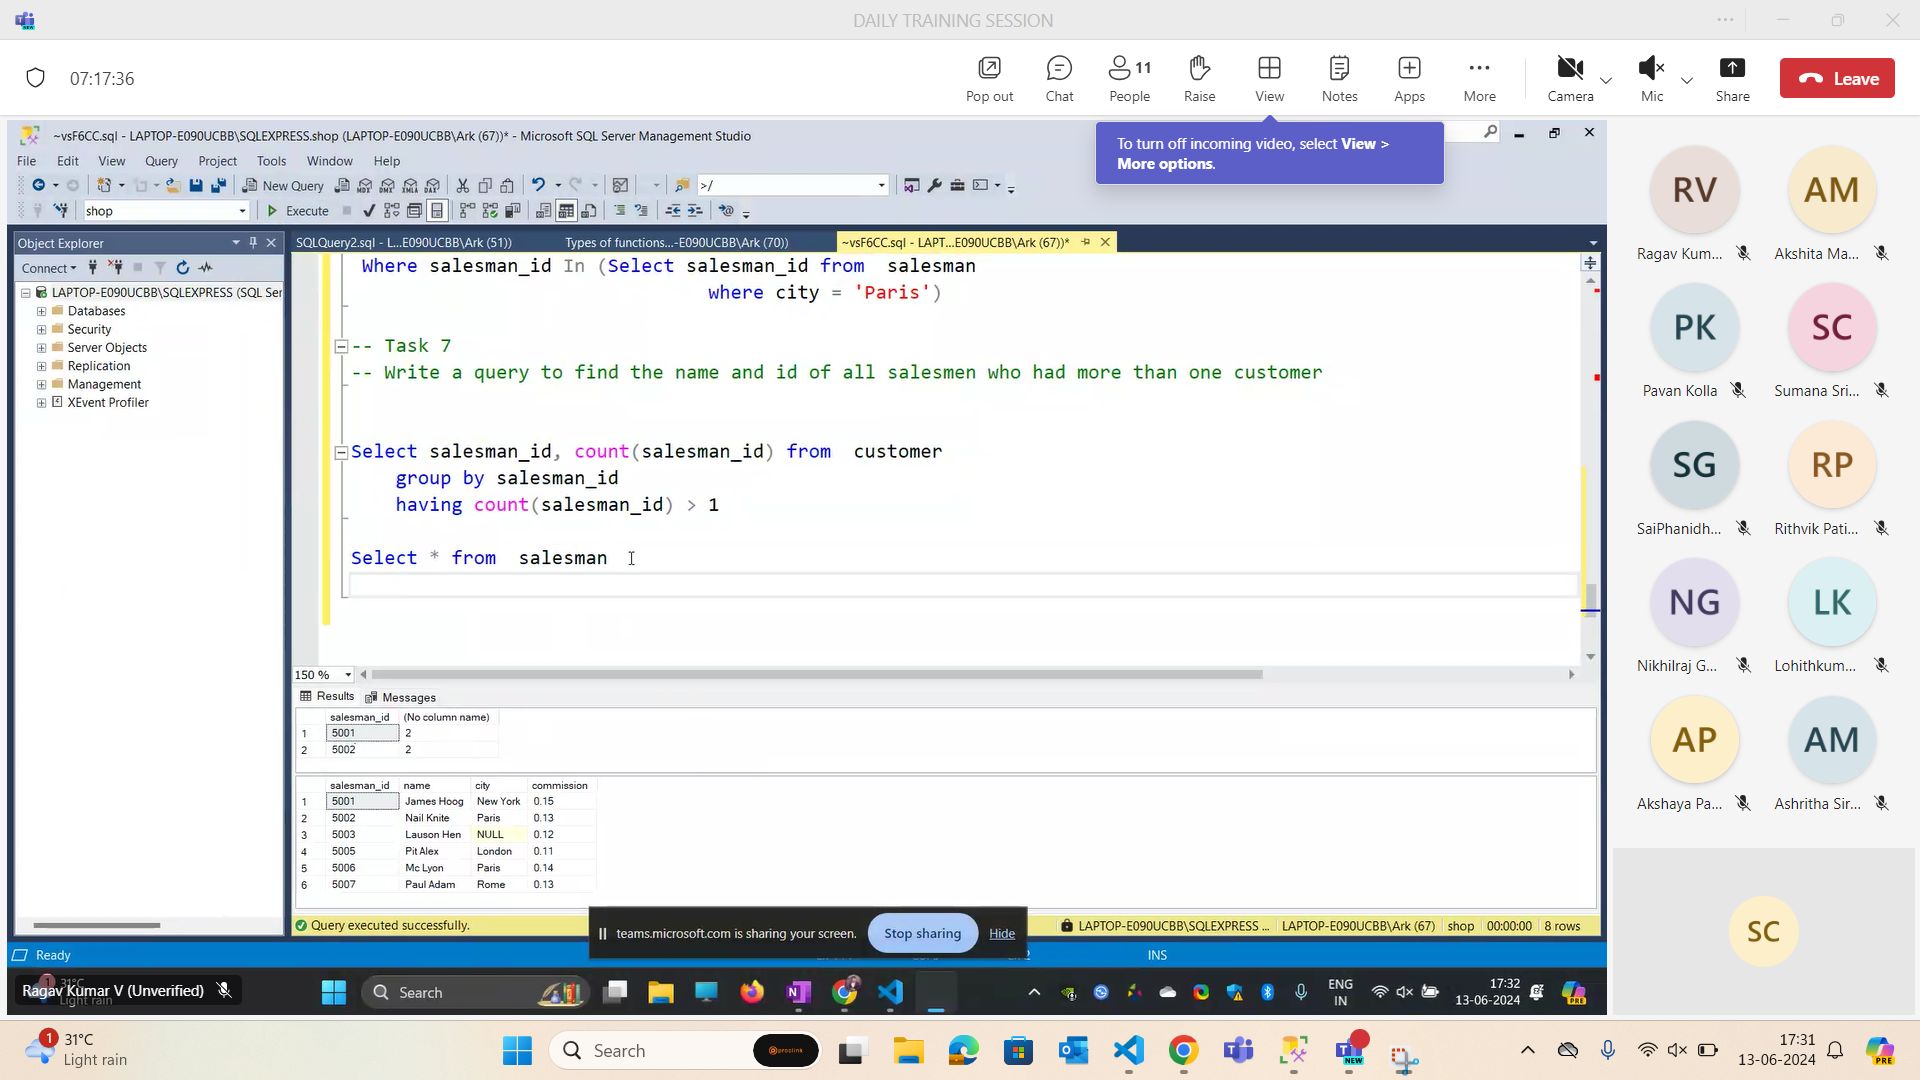 DAILY TRAINING SESSION
07:17:36
Pop out
Chat
11
People
Raise
View
Notes
Apps
More
Camera
Mic
Share
Leave
To turn off incoming video, select View >
More options.
~vsF6CC.sql - LAPTOP-E090UCBB\SQLEXPRESS.shop (LAPTOP-E090UCBB\Ark (67))* - Microsoft SQL Server Management Studio
File Edit View Query Project Tools Window Help
New Query
>/
shop
Execute
Object Explorer
SQLQuery2.sql - L...E090UCBB\Ark (51))
Types of functions...-E090UCBB\Ark (70))
~vsF6CC.sql - LAPT...E090UCBB\Ark (67))*
Connect
LAPTOP-E090UCBB\SQLEXPRESS (SQL Ser
Databases
Security
Server Objects
Replication
Management
XEvent Profiler
Where salesman_id In (Select salesman_id from salesman
where city = 'Paris')
-- Task 7
-- Write a query to find the name and id of all salesmen who had more than one customer
Select salesman_id, count(salesman_id) from customer
group by salesman_id
having count(salesman_id) > 1
Select * from salesman
150 %
Results Messages
salesman_id (No column name)
1 5001 2
2 5002 2
salesman_id name city commission
1 5001 James Hoog New York 0.15
2 5002 Nail Knite Paris 0.13
3 5003 Lauson Hen NULL 0.12
4 5005 Pit Alex London 0.11
5 5006 Mc Lyon Paris 0.14
6 5007 Paul Adam Rome 0.13
Query executed successfully.
LAPTOP-E090UCBB\SQLEXPRESS ... LAPTOP-E090UCBB\Ark (67) shop 00:00:00 8 rows
teams.microsoft.com is sharing your screen.
Stop sharing
Hide
Ready
INS
Ragav Kumar V (Unverified)
Search
ENG
IN
17:32
13-06-2024
PRE
RV
Ragav Kum...
AM
Akshita Ma...
PK
Pavan Kolla
SC
Sumana Sri...
SG
SaiPhanidh...
RP
Rithvik Pati...
NG
Nikhilraj G...
LK
Lohithkum...
AP
Akshaya Pa...
AM
Ashritha Sir...
SC
1
31°C
Light rain
Search
proclink
NEW
17:31
13-06-2024
PRE